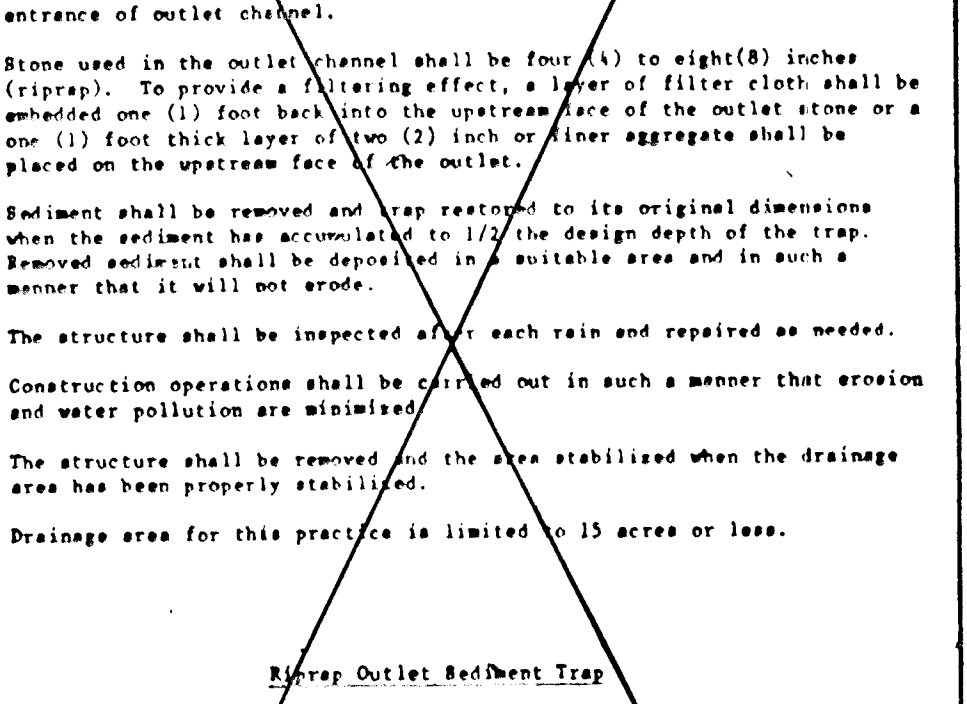 entrance of outlet channel.
Stone used in the outlet channel shall be four (4) to eight(8) inches
(riprap). To provide a filtering effect, a layer of filter cloth shall be
embedded one (1) foot back into the upstream face of the outlet stone or a
one (1) foot thick layer of two (2) inch or finer aggregate shall be
placed on the upstream face of the outlet.
Sediment shall be removed and trap restored to its original dimensions
when the sediment has accumulated to 1/2 the design depth of the trap.
Removed sediment shall be deposited in a suitable area and in such a
manner that it will not erode.
The structure shall be inspected after each rain and repaired as needed.
Construction operations shall be carried out in such a manner that erosion
and water pollution are minimized.
The structure shall be removed and the area stabilized when the drainage
area has been properly stabilized.
Drainage area for this practice is limited to 15 acres or less.
Riprap Outlet Sediment Trap